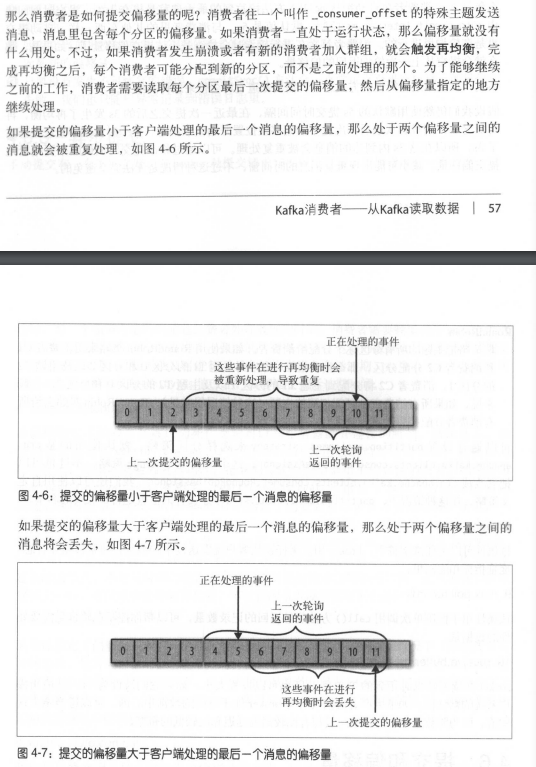 那么消费者是如何提交偏移量的呢？消费者往一个叫作 _consumer_offset 的特殊主题发送
消息，消息里包含每个分区的偏移量。如果消费者一直处于运行状态，那么偏移量就没有
什么用处。不过，如果消费者发生崩溃或者有新的消费者加入群组，就会触发再均衡，完
成再均衡之后，每个消费者可能分配到新的分区，而不是之前处理的那个。为了能够继续
之前的工作，消费者需要读取每个分区最后一次提交的偏移量，然后从偏移量指定的地方
继续处理。
如果提交的偏移量小于客户端处理的最后一个消息的偏移量，那么处于两个偏移量之间的
消息就会被重复处理，如图 4-6 所示。
Kafka消费者——从Kafka读取数据 | 57
正在处理的事件
这些事件在进行再均衡时会
被重新处理，导致重复
0 1 2 3 4 5 6 7 8 9 10 11
上一次提交的偏移量
上一次轮询
返回的事件
图 4-6：提交的偏移量小于客户端处理的最后一个消息的偏移量
如果提交的偏移量大于客户端处理的最后一个消息的偏移量，那么处于两个偏移量之间的
消息将会丢失，如图 4-7 所示。
正在处理的事件
上一次轮询
返回的事件
0 1 2 3 4 5 6 7 8 9 10 11
这些事件在进行
再均衡时会丢失
上一次提交的偏移量
图 4-7：提交的偏移量大于客户端处理的最后一个消息的偏移量